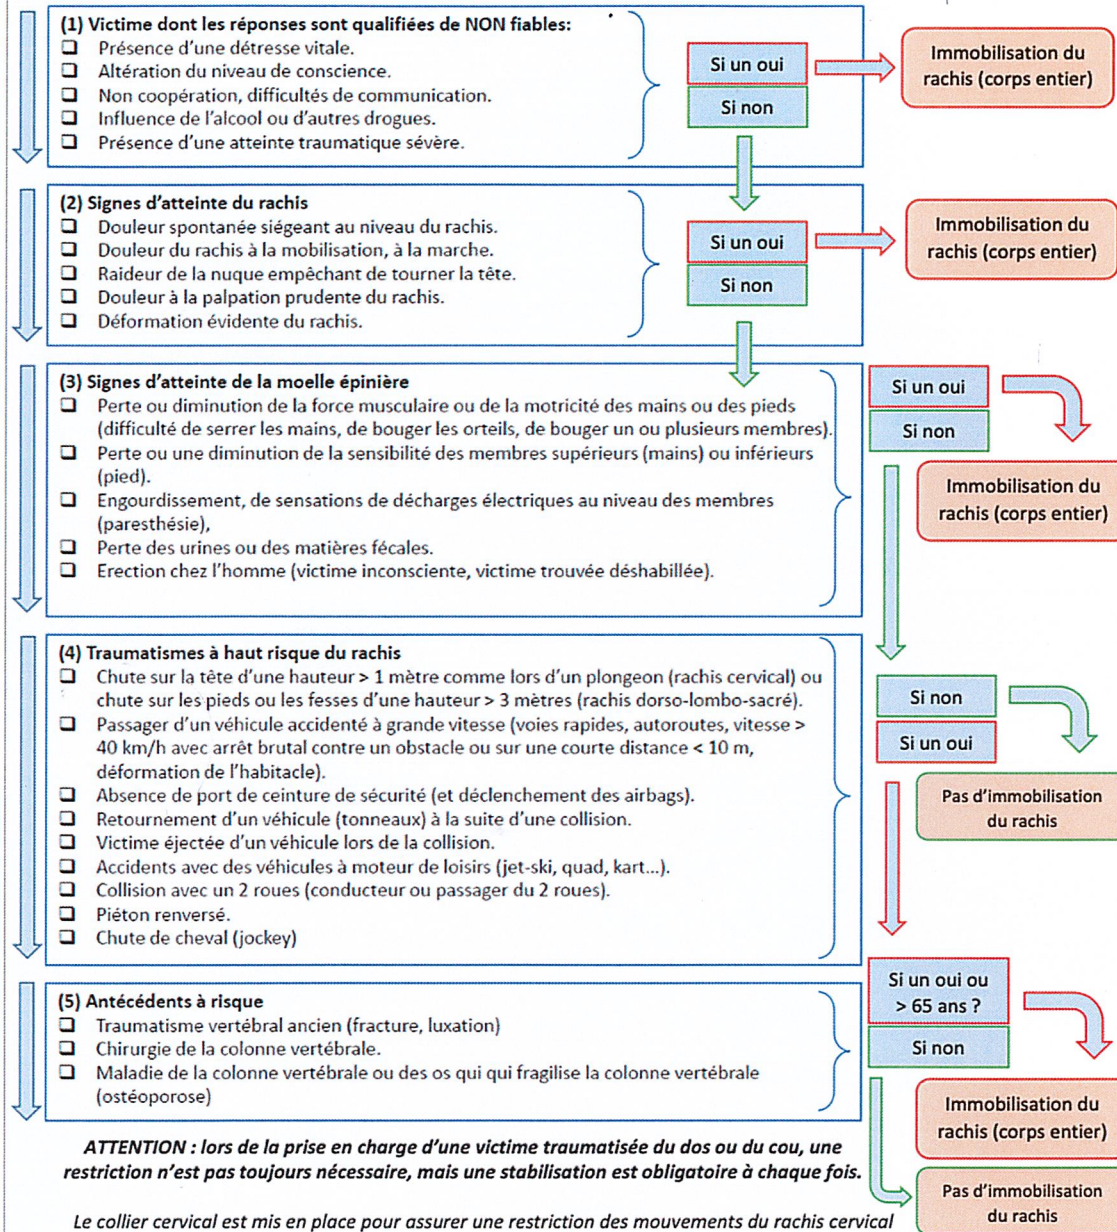 (1) Victime dont les réponses sont qualifiées de NON fiables:
Présence d'une détresse vitale.
Altération du niveau de conscience.
Non coopération, difficultés de communication.
Influence de l'alcool ou d'autres drogues.
Présence d'une atteinte traumatique sévère.
Si un oui
Si non
Immobilisation du
rachis (corps entier)
(2) Signes d'atteinte du rachis
Douleur spontanée siégeant au niveau du rachis.
Douleur du rachis à la mobilisation, à la marche.
Raideur de la nuque empêchant de tourner la tête.
Douleur à la palpation prudente du rachis.
Déformation évidente du rachis.
Si un oui
Si non
Immobilisation du
rachis (corps entier)
(3) Signes d'atteinte de la moelle épinière
Perte ou diminution de la force musculaire ou de la motricité des mains ou des pieds
(difficulté de serrer les mains, de bouger les orteils, de bouger un ou plusieurs membres).
Perte ou une diminution de la sensibilité des membres supérieurs (mains) ou inférieurs
(pied).
Engourdissement, de sensations de décharges électriques au niveau des membres
(paresthésie),
Perte des urines ou des matières fécales.
Erection chez l'homme (victime inconsciente, victime trouvée déshabillée).
Si un oui
Si non
Immobilisation du
rachis (corps entier)
(4) Traumatismes à haut risque du rachis
Chute sur la tête d'une hauteur > 1 mètre comme lors d'un plongeon (rachis cervical) ou
chute sur les pieds ou les fesses d'une hauteur > 3 mètres (rachis dorso-lombo-sacré).
Passager d'un véhicule accidenté à grande vitesse (voies rapides, autoroutes, vitesse >
40 km/h avec arrêt brutal contre un obstacle ou sur une courte distance < 10 m,
déformation de l'habitacle).
Absence de port de ceinture de sécurité (et déclenchement des airbags).
Retournement d'un véhicule (tonneaux) à la suite d'une collision.
Victime éjectée d'un véhicule lors de la collision.
Accidents avec des véhicules à moteur de loisirs (jet-ski, quad, kart...).
Collision avec un 2 roues (conducteur ou passager du 2 roues).
Piéton renversé.
Chute de cheval (jockey)
Si non
Si un oui
Pas d'immobilisation
du rachis
(5) Antécédents à risque
Traumatisme vertébral ancien (fracture, luxation)
Chirurgie de la colonne vertébrale.
Maladie de la colonne vertébrale ou des os qui qui fragilise la colonne vertébrale
(ostéoporose)
Si un oui ou
> 65 ans ?
Si non
Immobilisation du
rachis (corps entier)
Pas d'immobilisation
du rachis
ATTENTION : lors de la prise en charge d'une victime traumatisée du dos ou du cou, une
restriction n'est pas toujours nécessaire, mais une stabilisation est obligatoire à chaque fois.
Le collier cervical est mis en place pour assurer une restriction des mouvements du rachis cervical